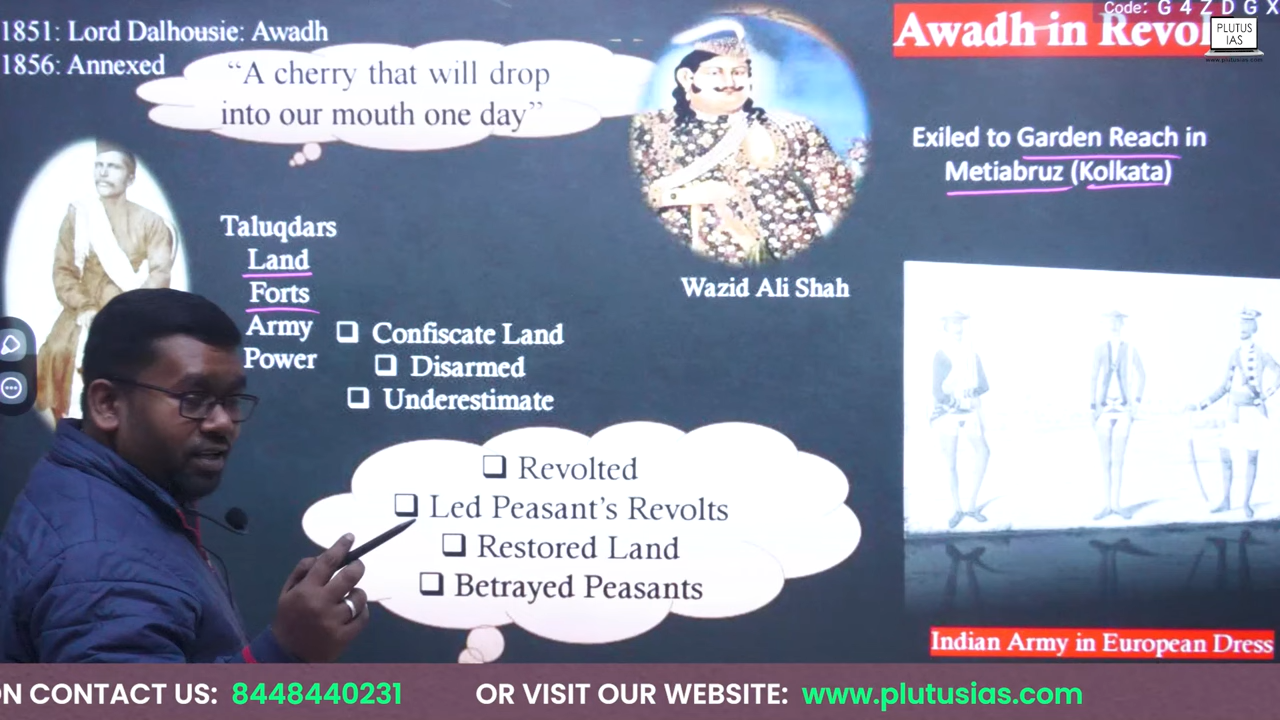 1851: Lord Dalhousie: Awadh
1856: Annexed
“A cherry that will drop
into our mouth one day”
Code: G 4 Z D G X
Awadh in
PLUTUS
IAS
www.plutusias.com
Exiled to Garden Reach in
Metiabruz (Kolkata)
Taluqdars
Land
Forts
Army
Power
Wazid Ali Shah
❑ Confiscate Land
❑ Disarmed
❑ Underestimate
❑ Revolted
❑ Led Peasant’s Revolts
❑ Restored Land
❑ Betrayed Peasants
Indian Army in European Dress
CONTACT US: 8448440231 OR VISIT OUR WEBSITE: www.plutusias.com